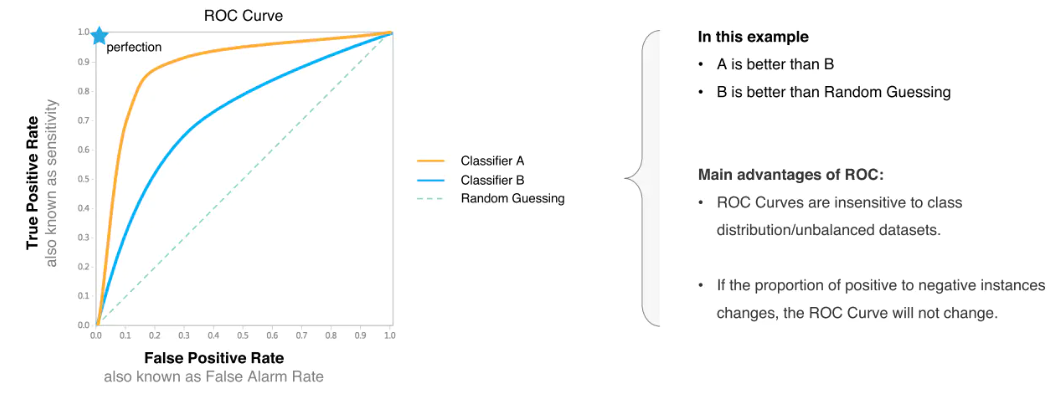 ROC Curve
1.0
0.9
0.8
0.7
0.6
0.5
0.4
0.3
0.2
0.1
0.0
perfection
True Positive Rate
also known as sensitivity
0.0 0.1 0.2 0.3 0.4 0.5 0.6 0.7 0.8 0.9 1.0
False Positive Rate
also known as False Alarm Rate
Classifier A
Classifier B
Random Guessing
In this example
• A is better than B
• B is better than Random Guessing
Main advantages of ROC:
• ROC Curves are insensitive to class
distribution/unbalanced datasets.
• If the proportion of positive to negative instances
changes, the ROC Curve will not change.